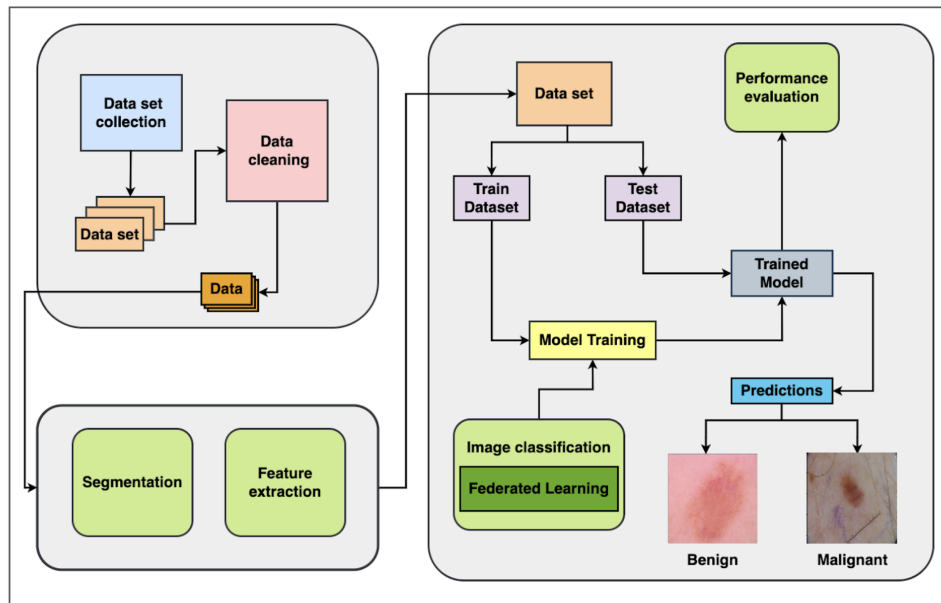 Data set
collection
Data
cleaning
Data set
Data
Segmentation
Feature
extraction
Data set
Performance
evaluation
Train
Dataset
Test
Dataset
Trained
Model
Model Training
Predictions
Image classification
Federated Learning
Benign
Malignant